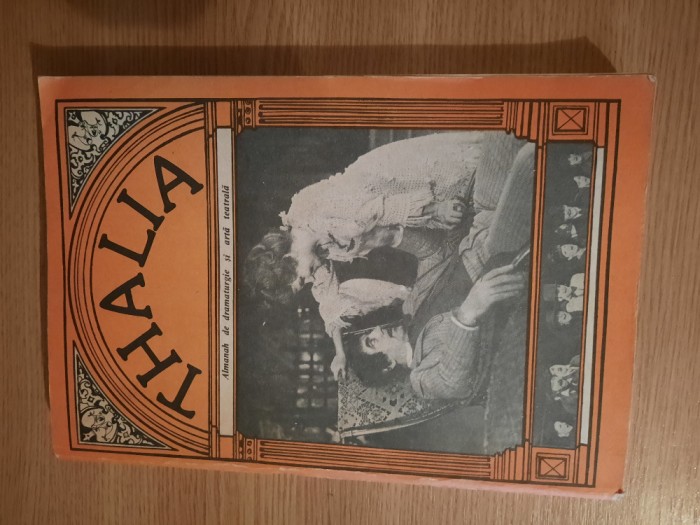 THALIA
Almanah de dramaturgie și artă teatrală